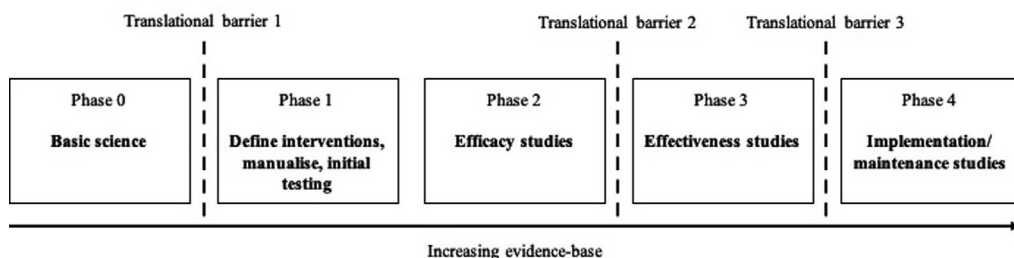 Translational barrier 1
Translational barrier 2
Translational barrier 3
Phase 0
Basic science
Phase 1
Define interventions,
manualise, initial
testing
Phase 2
Efficacy studies
Phase 3
Effectiveness studies
Phase 4
Implementation/
maintenance studies
Increasing evidence-base